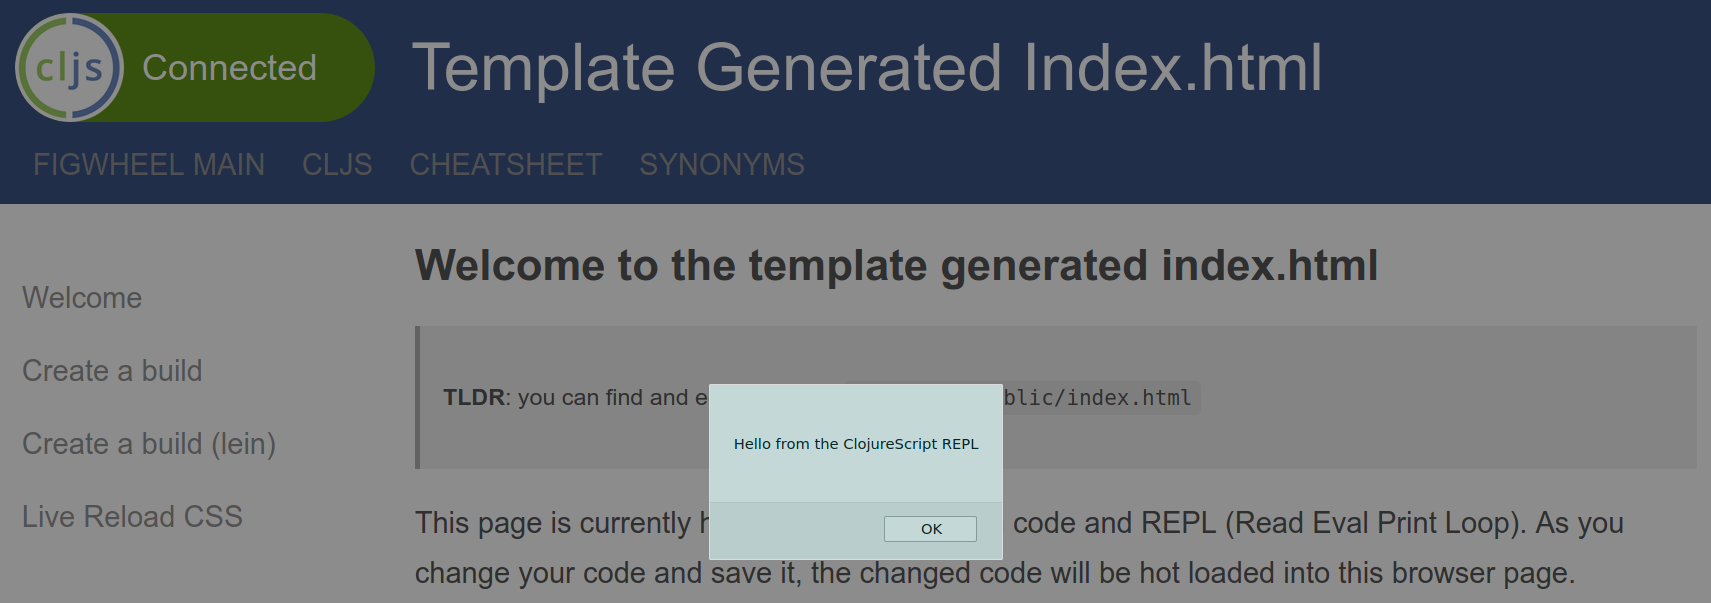 cljs Connected
Template Generated Index.html
FIGWHEEL MAIN CLJS CHEATSHEET SYNONYMS
Welcome
Create a build
Create a build (lein)
Live Reload CSS
Welcome to the template generated index.html
TLDR: you can find and e blic/index.html
Hello from the ClojureScript REPL
OK
This page is currently h code and REPL (Read Eval Print Loop). As you
change your code and save it, the changed code will be hot loaded into this browser page.